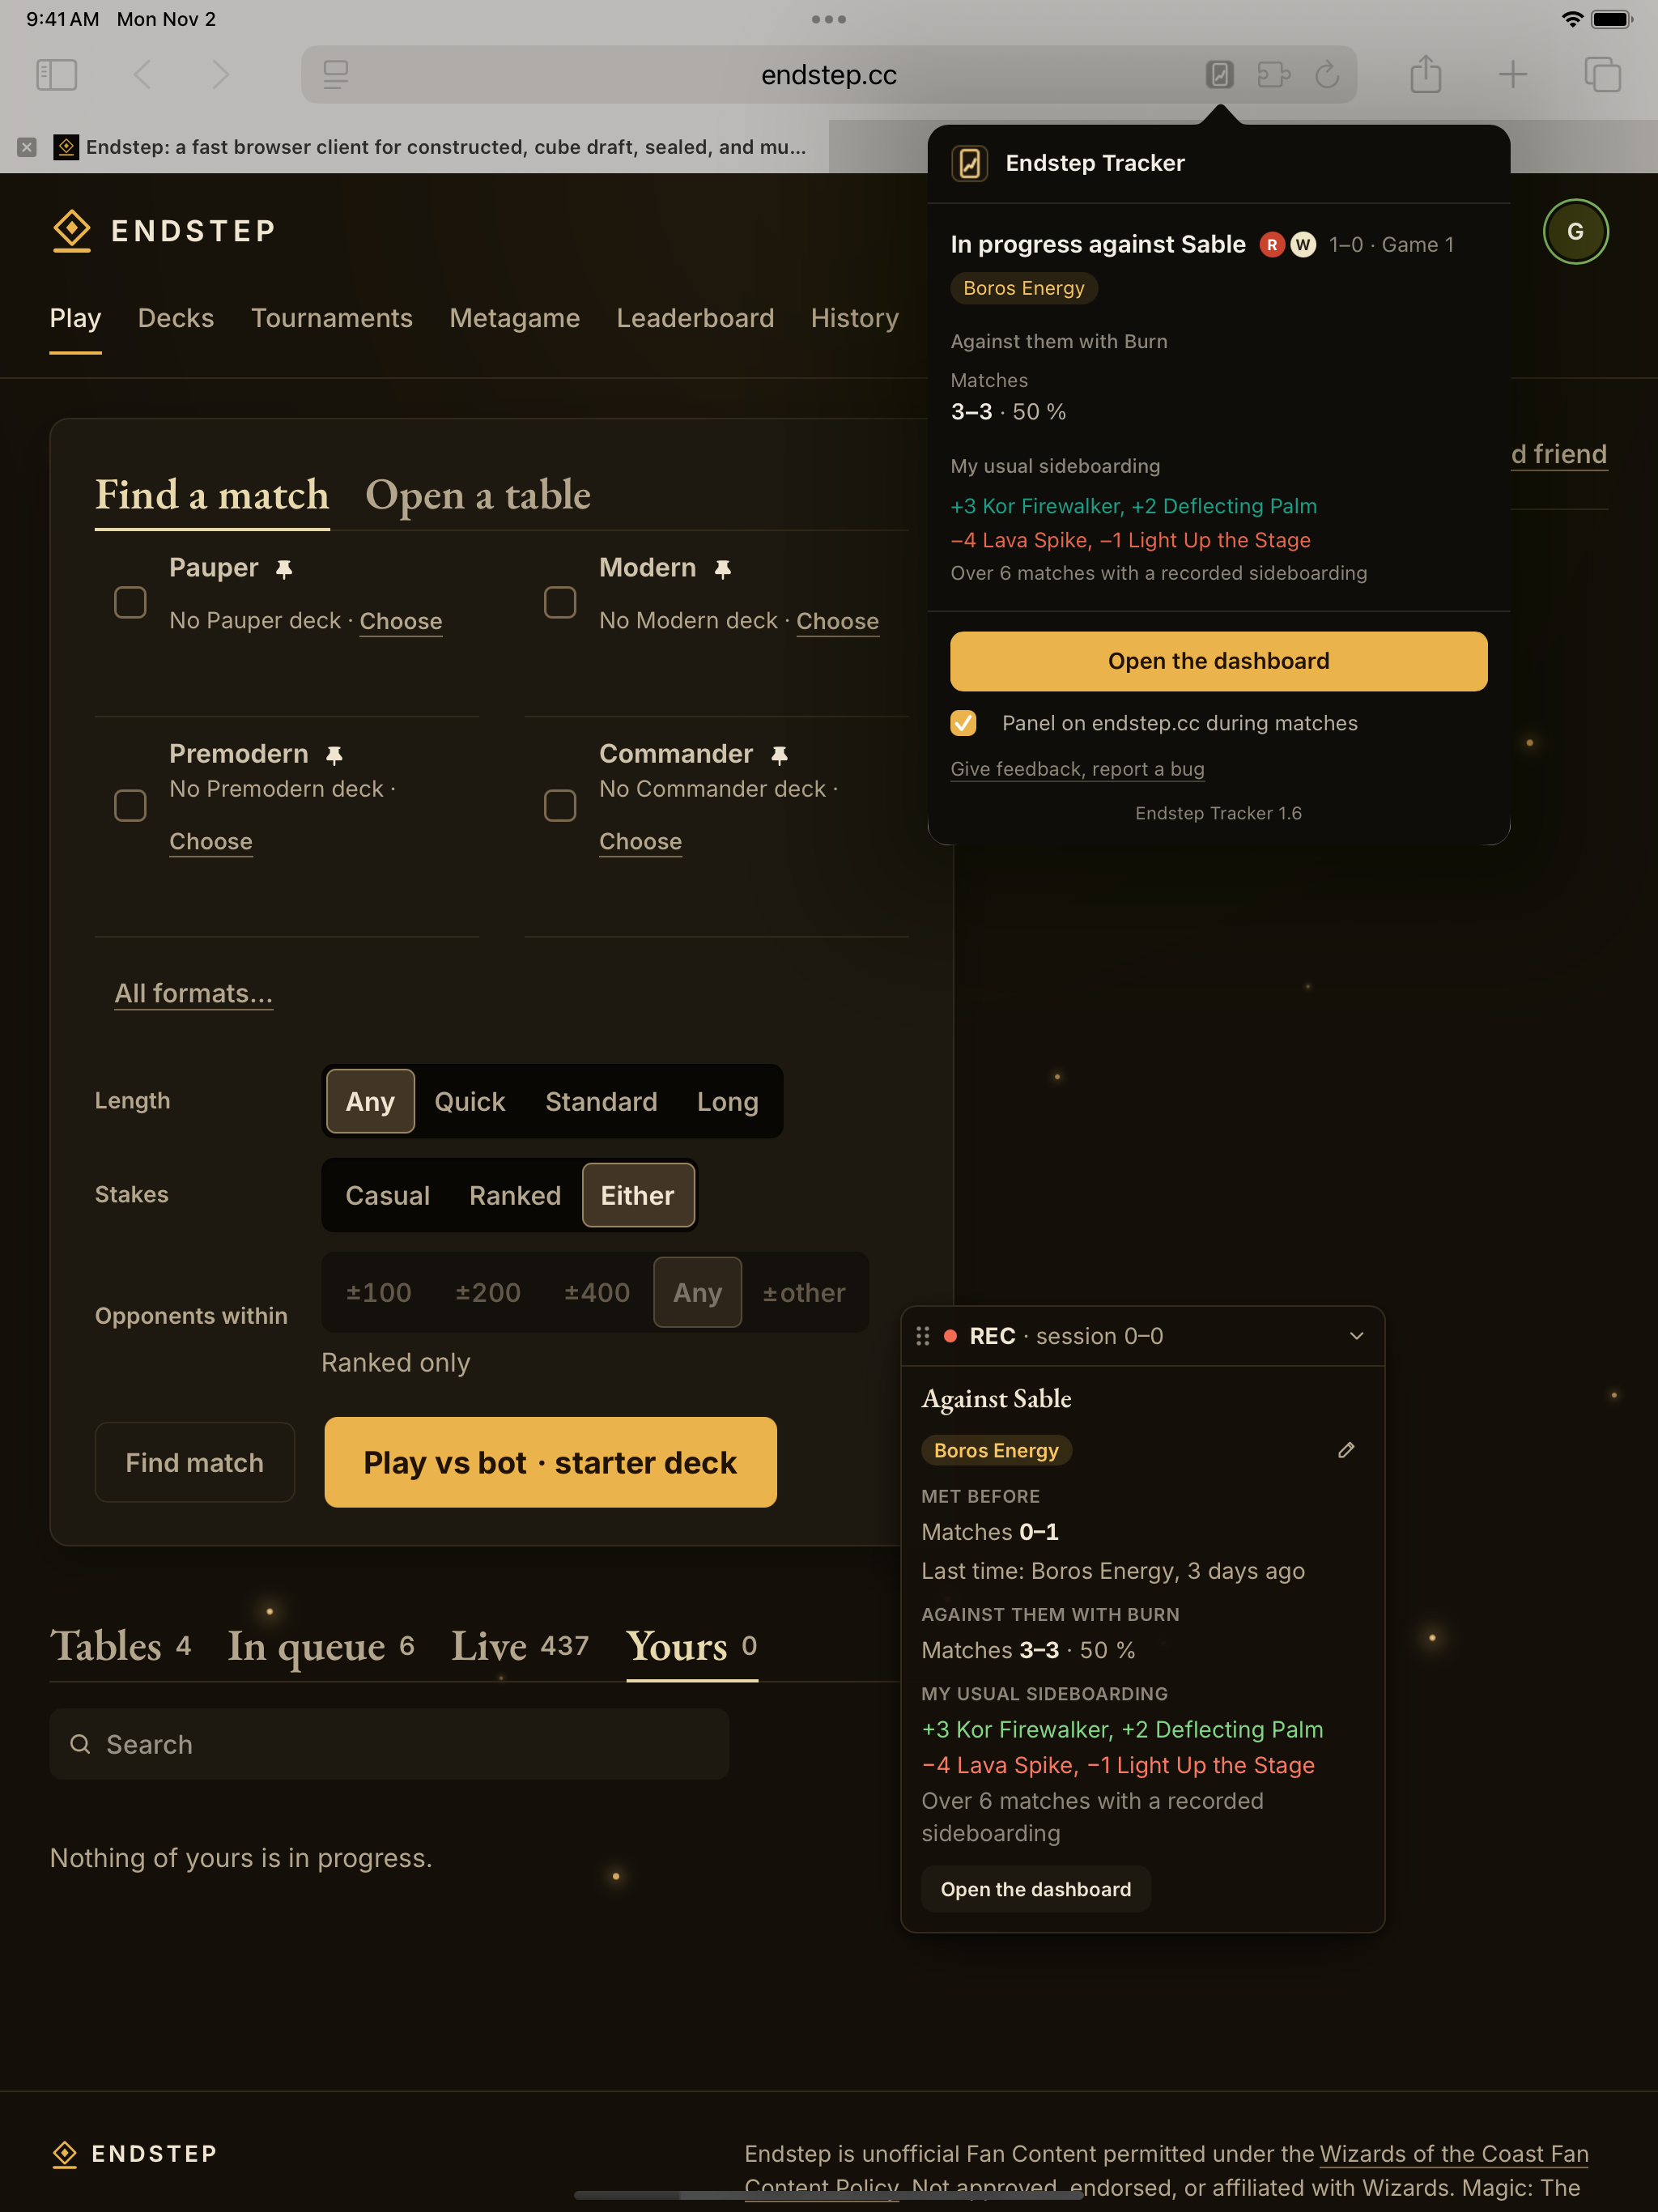 9:41 AM Mon Nov 2
endstep.cc
Endstep: a fast browser client for constructed, cube draft, sealed, and mu...
Endstep Tracker
ENDSTEP
G
In progress against Sable R W 1–0 · Game 1
Boros Energy
Play Decks Tournaments Metagame Leaderboard History
Against them with Burn
Matches
3–3 · 50 %
d friend
My usual sideboarding
+3 Kor Firewalker, +2 Deflecting Palm
−4 Lava Spike, −1 Light Up the Stage
Over 6 matches with a recorded sideboarding
Open the dashboard
Panel on endstep.cc during matches
Give feedback, report a bug
Endstep Tracker 1.6
Find a match Open a table
Pauper
No Pauper deck · Choose
Modern
No Modern deck · Choose
Premodern
No Premodern deck ·
Choose
Commander
No Commander deck ·
Choose
All formats...
Length Any Quick Standard Long
Stakes Casual Ranked Either
Opponents within ±100 ±200 ±400 Any ±other
Ranked only
Find match Play vs bot · starter deck
REC · session 0–0
Against Sable
Boros Energy
MET BEFORE
Matches 0–1
Last time: Boros Energy, 3 days ago
AGAINST THEM WITH BURN
Matches 3–3 · 50 %
MY USUAL SIDEBOARDING
+3 Kor Firewalker, +2 Deflecting Palm
−4 Lava Spike, −1 Light Up the Stage
Over 6 matches with a recorded
sideboarding
Open the dashboard
Tables 4 In queue 6 Live 437 Yours 0
Search
Nothing of yours is in progress.
ENDSTEP
Endstep is unofficial Fan Content permitted under the Wizards of the Coast Fan
Content Policy. Not approved, endorsed, or affiliated with Wizards. Magic: The